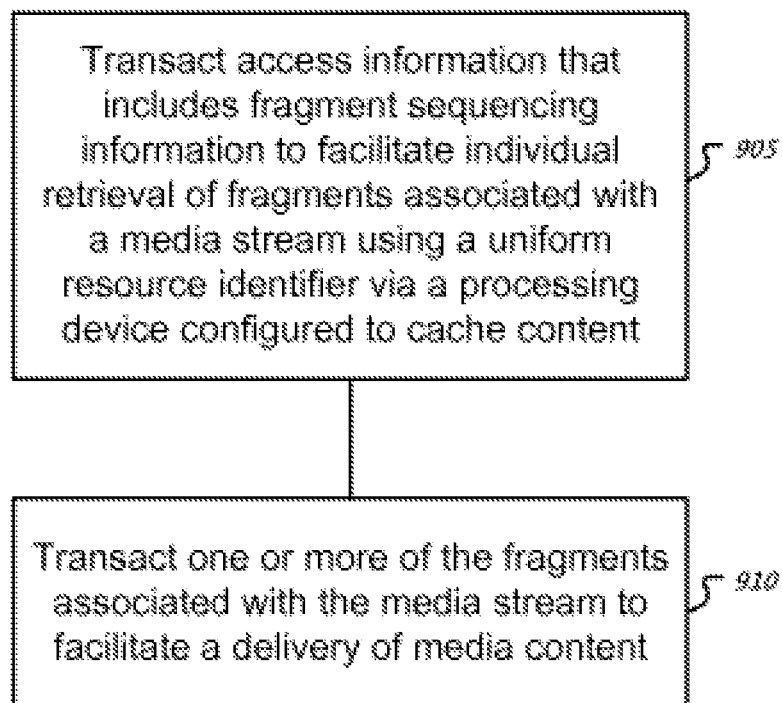 Transact access information that
includes fragment sequencing
information to facilitate individual
retrieval of fragments associated with
a media stream using a uniform
resource identifier via a processing
device configured to cache content
905
Transact one or more of the fragments
associated with the media stream to
facilitate a delivery of media content
910